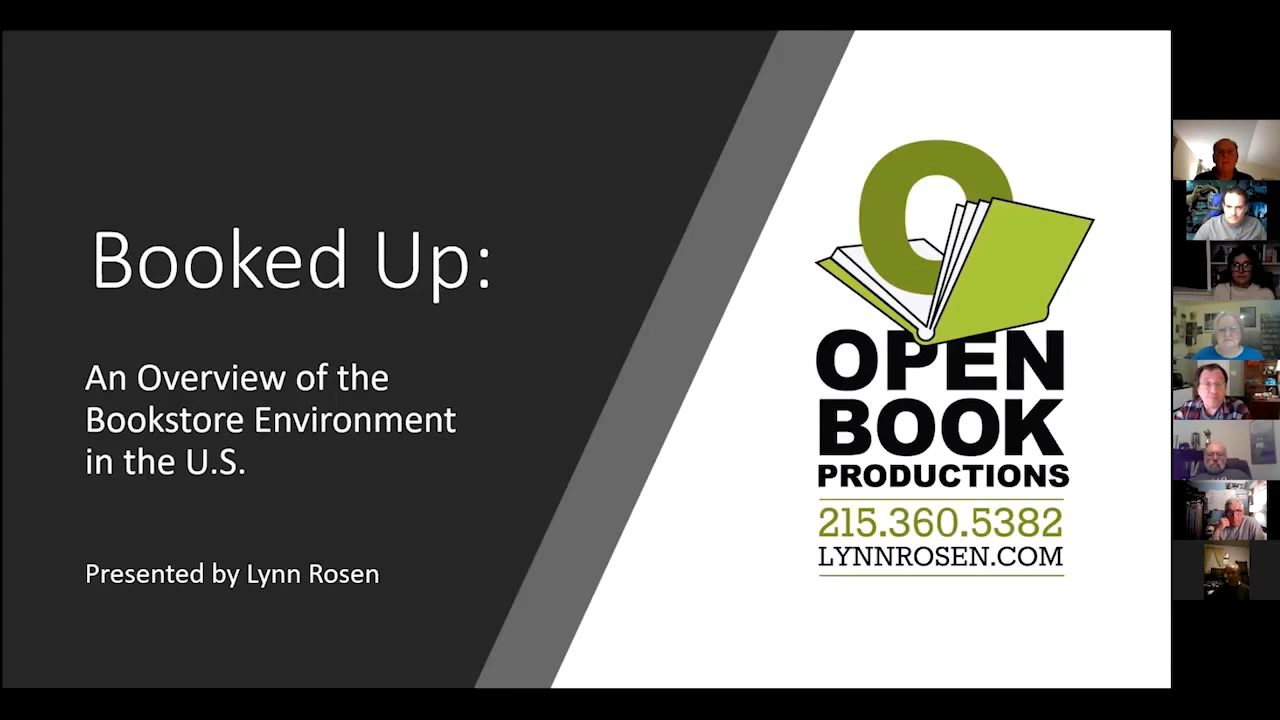 Booked Up:
An Overview of the
Bookstore Environment
in the U.S.
Presented by Lynn Rosen
O
OPEN
BOOK
PRODUCTIONS
215.360.5382
LYNNROSEN.COM